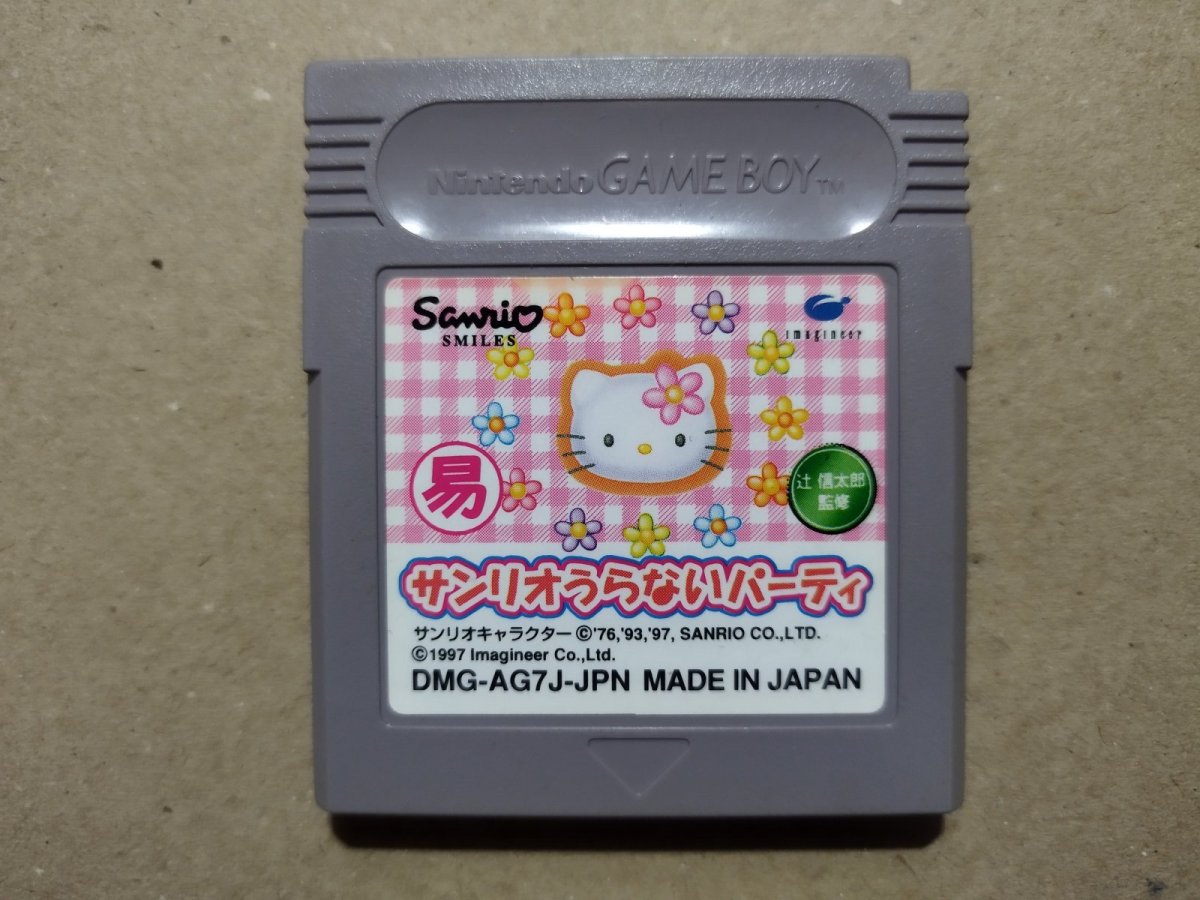 Nintendo GAME BOY TM
Sanrio
SMILES
imagineer
易
辻 信太郎
監修
サンリオうらないパーティ
サンリオキャラクター ©'76,'93,'97, SANRIO CO.,LTD.
©1997 Imagineer Co.,Ltd.
DMG-AG7J-JPN MADE IN JAPAN